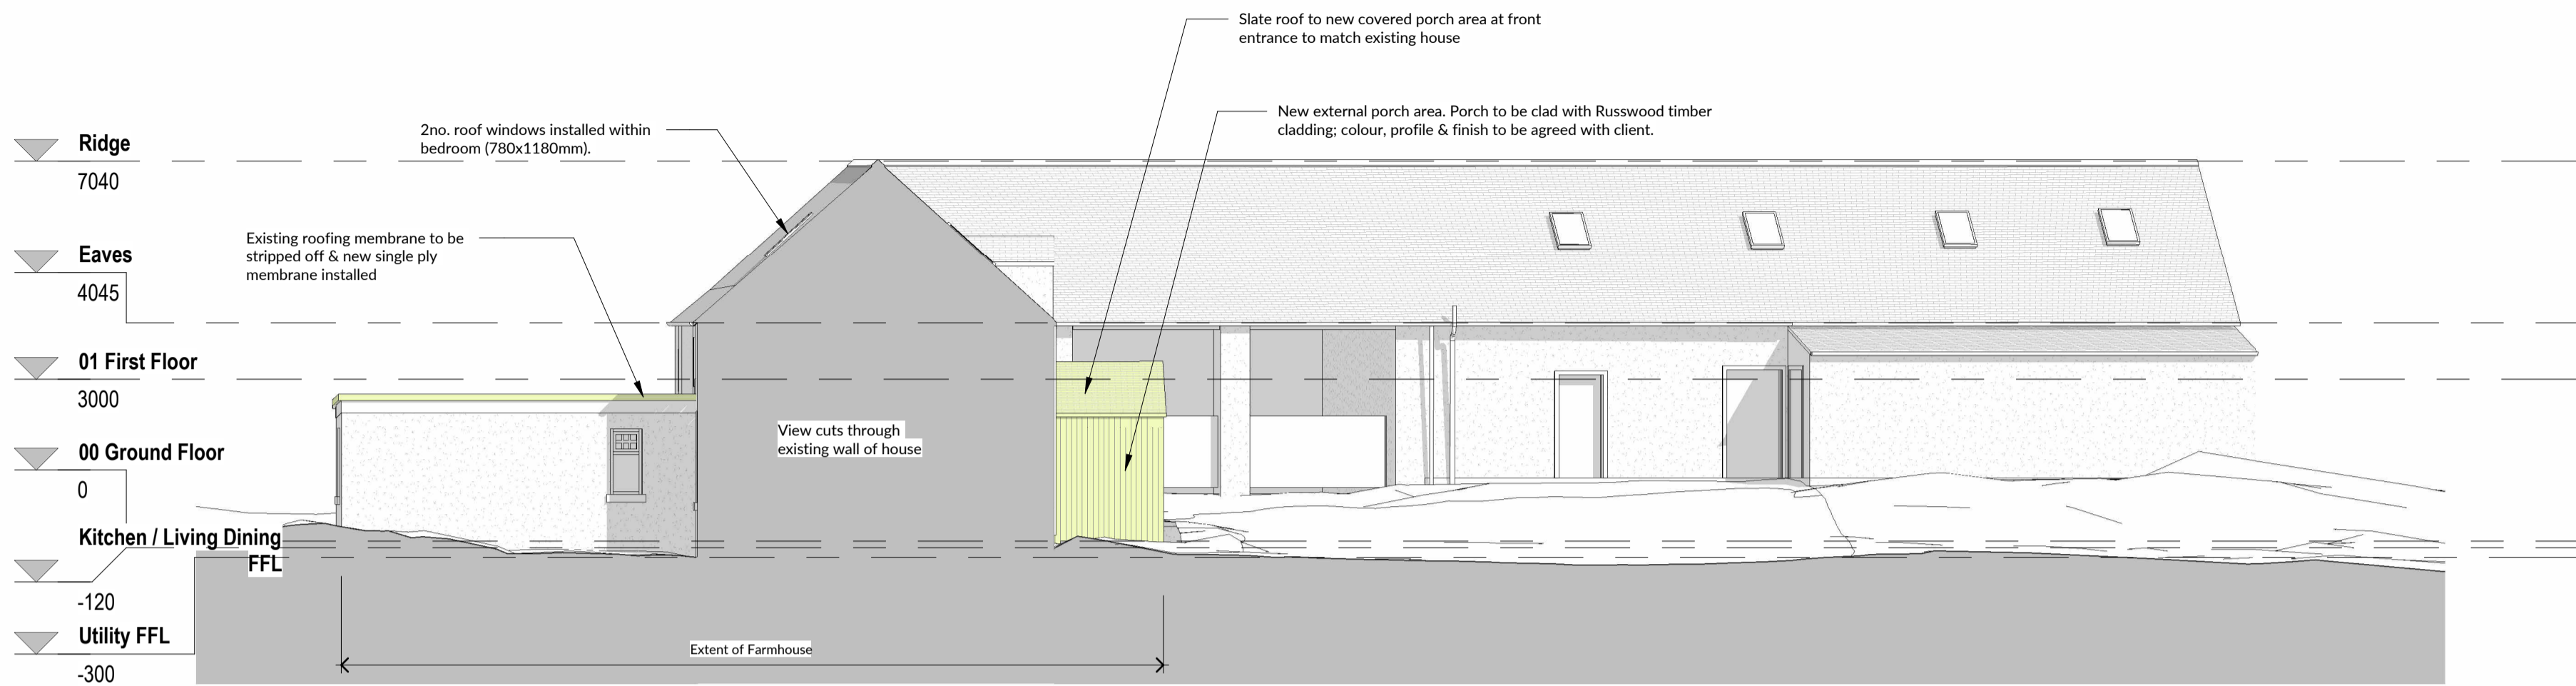 Slate roof to new covered porch area at front
entrance to match existing house
New external porch area. Porch to be clad with Russwood timber
cladding; colour, profile & finish to be agreed with client.
2no. roof windows installed within
bedroom (780x1180mm).
Existing roofing membrane to be
stripped off & new single ply
membrane installed
Ridge
7040
Eaves
4045
01 First Floor
3000
00 Ground Floor
0
Kitchen / Living Dining
FFL
-120
Utility FFL
-300
View cuts through
existing wall of house
Extent of Farmhouse